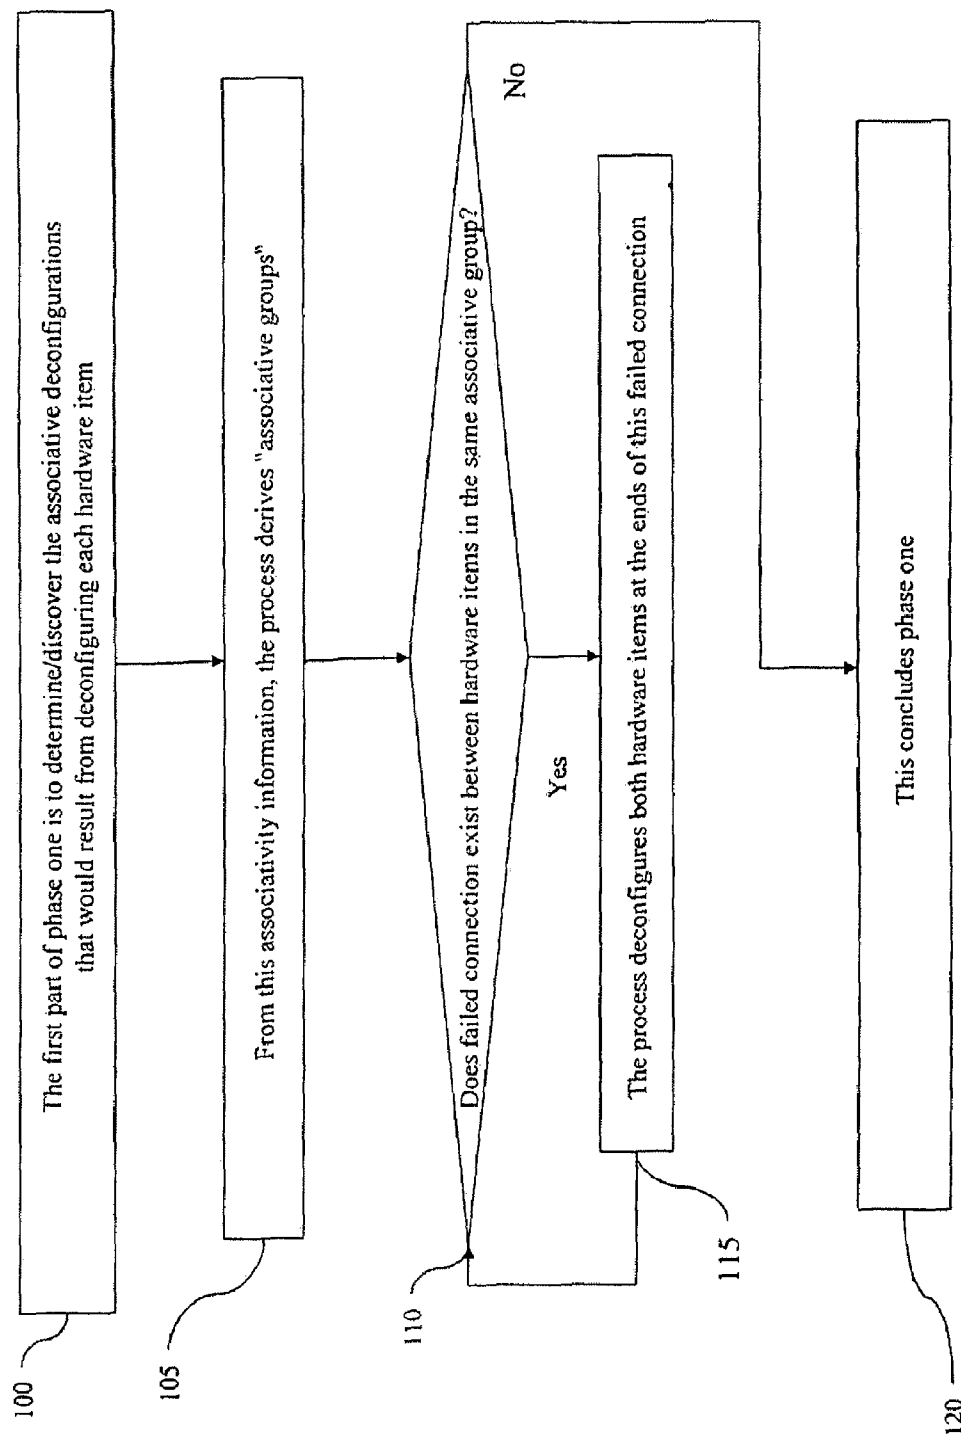 The first part of phase one is to determine/discover the associative deconfigurations
that would result from deconfiguring each hardware item
100
From this associativity information, the process derives "associative groups"
105
Does failed connection exist between hardware items in the same associative group?
110
No
Yes
The process deconfigures both hardware items at the ends of this failed connection
115
This concludes phase one
120